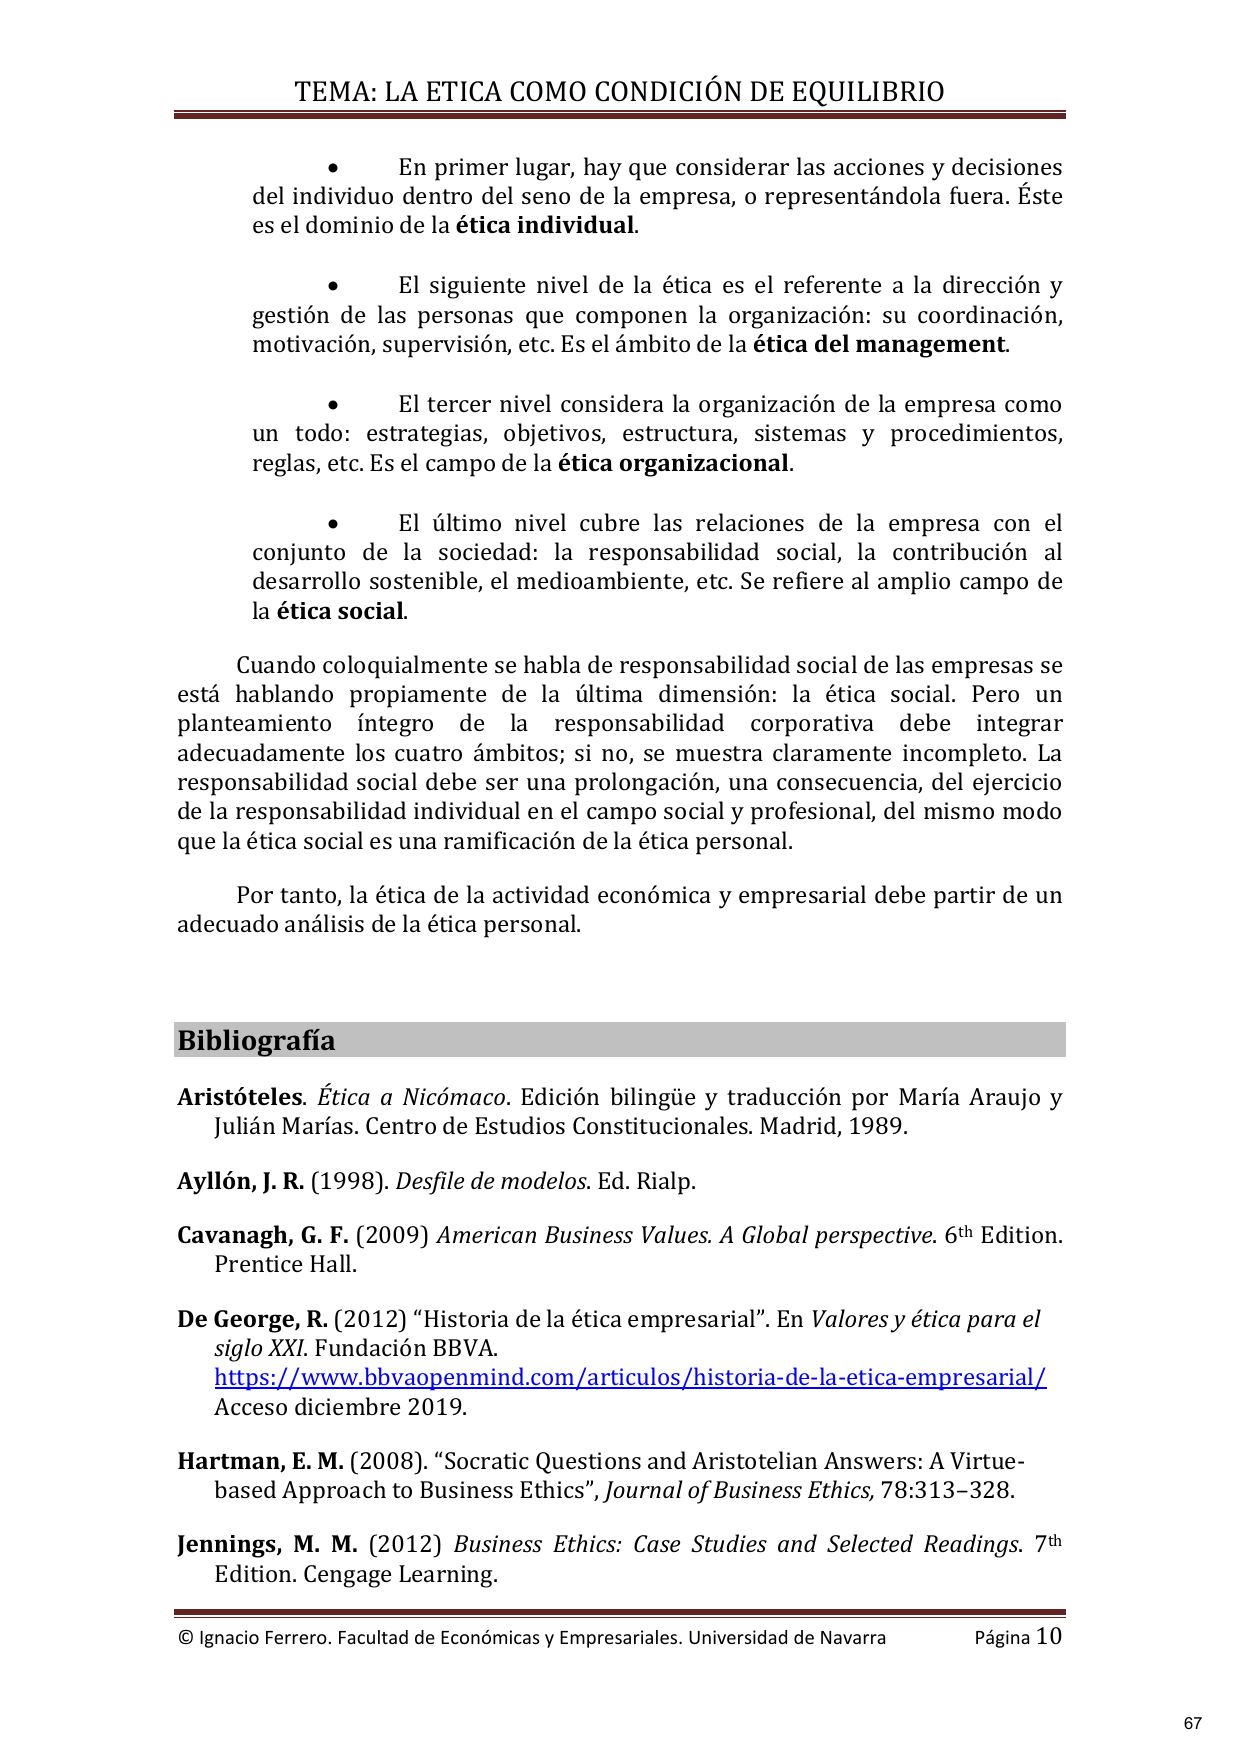 TEMA: LA ETICA COMO CONDICIÓN DE EQUILIBRIO
• En primer lugar, hay que considerar las acciones y decisiones
del individuo dentro del seno de la empresa, o representándola fuera. Éste
es el dominio de la ética individual.
• El siguiente nivel de la ética es el referente a la dirección y
gestión de las personas que componen la organización: su coordinación,
motivación, supervisión, etc. Es el ámbito de la ética del management.
• El tercer nivel considera la organización de la empresa como
un todo: estrategias, objetivos, estructura, sistemas y procedimientos,
reglas, etc. Es el campo de la ética organizacional.
• El último nivel cubre las relaciones de la empresa con el
conjunto de la sociedad: la responsabilidad social, la contribución al
desarrollo sostenible, el medioambiente, etc. Se refiere al amplio campo de
la ética social.
Cuando coloquialmente se habla de responsabilidad social de las empresas se
está hablando propiamente de la última dimensión: la ética social. Pero un
planteamiento íntegro de la responsabilidad corporativa debe integrar
adecuadamente los cuatro ámbitos; si no, se muestra claramente incompleto. La
responsabilidad social debe ser una prolongación, una consecuencia, del ejercicio
de la responsabilidad individual en el campo social y profesional, del mismo modo
que la ética social es una ramificación de la ética personal.
Por tanto, la ética de la actividad económica y empresarial debe partir de un
adecuado análisis de la ética personal.
Bibliografía
Aristóteles. Ética a Nicómaco. Edición bilingüe y traducción por María Araujo y
Julián Marías. Centro de Estudios Constitucionales. Madrid, 1989.
Ayllón, J. R. (1998). Desfile de modelos. Ed. Rialp.
Cavanagh, G. F. (2009) American Business Values. A Global perspective. 6th Edition.
Prentice Hall.
De George, R. (2012) “Historia de la ética empresarial”. En Valores y ética para el
siglo XXI. Fundación BBVA.
https://www.bbvaopenmind.com/articulos/historia-de-la-etica-empresarial/
Acceso diciembre 2019.
Hartman, E. M. (2008). “Socratic Questions and Aristotelian Answers: A Virtue-
based Approach to Business Ethics”, Journal of Business Ethics, 78:313–328.
Jennings, M. M. (2012) Business Ethics: Case Studies and Selected Readings. 7th
Edition. Cengage Learning.
© Ignacio Ferrero. Facultad de Económicas y Empresariales. Universidad de Navarra Página 10
67